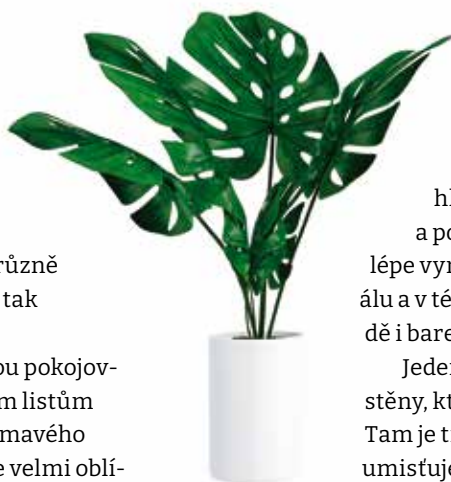 různě
tak
ou pokojov-
m listům
mavého
e velmi oblí-
hl
a po
lépe vyr
álu a v té
dě i bare
Jeden
stěny, kt
Tam je t
umisťuje